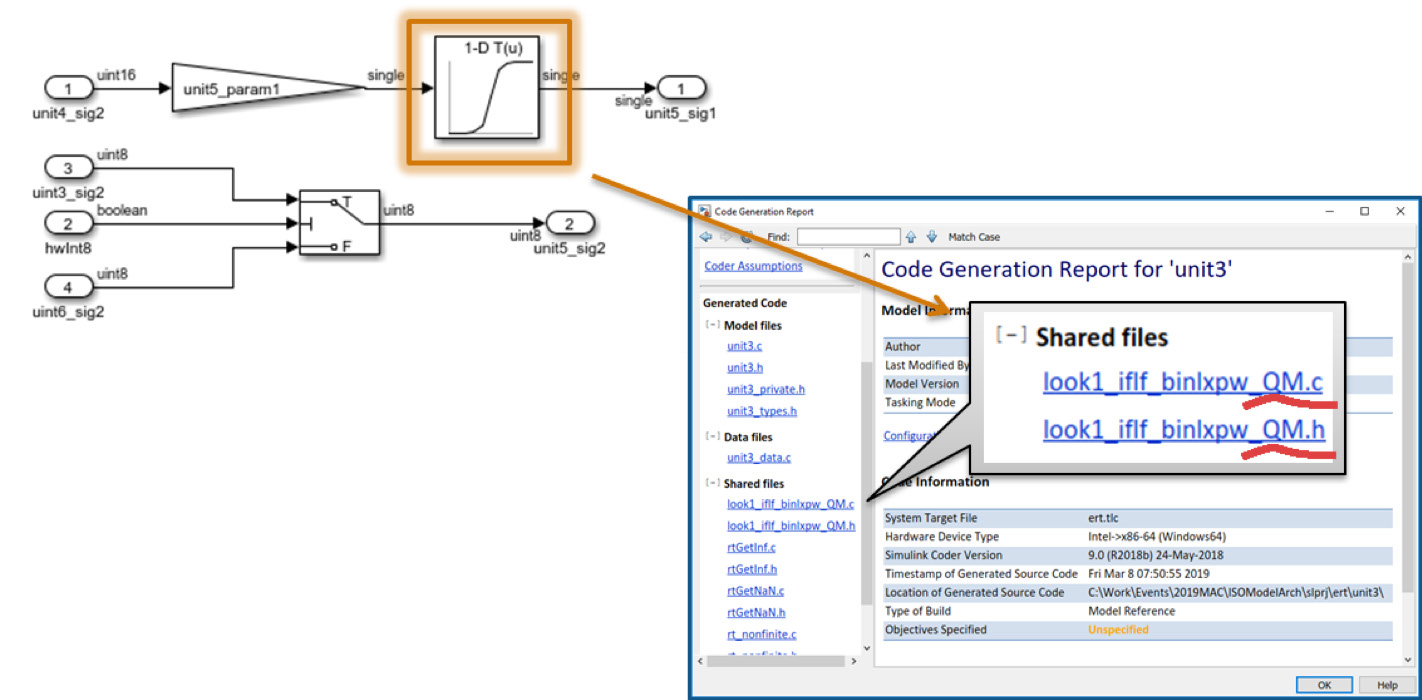 1-D T(u)
uint16
single
single
1
unit5_param1
1
unit4_sig2
single
unit5_sig1
uint8
3
uint3_sig2
T
boolean
uint8
2
2
hwInt8
uint8
unit5_sig2
F
uint8
4
uint6_sig2
Code Generation Report
Find:
Match Case
Coder Assumptions
Generated Code
[-] Model files
unit3.c
unit3.h
unit3_private.h
unit3_types.h
[-] Data files
unit3_data.c
[-] Shared files
look1_iflf_binlxpw_QM.c
look1_iflf_binlxpw_QM.h
rtGetInf.c
rtGetInf.h
rtGetNaN.c
rtGetNaN.h
rt_nonfinite.c
Code Generation Report for 'unit3'
Model Informa
Author
Last Modified By
Model Version
Tasking Mode
Configurat
[-] Shared files
look1_iflf_binlxpw_QM.c
look1_iflf_binlxpw_QM.h
Code Information
System Target File ert.tlc
Hardware Device Type Intel->x86-64 (Windows64)
Simulink Coder Version 9.0 (R2018b) 24-May-2018
Timestamp of Generated Source Code Fri Mar 8 07:50:55 2019
Location of Generated Source Code C:\Work\Events\2019MAC\ISOModelArch\slprj\ert\unit3\
Type of Build Model Reference
Objectives Specified Unspecified
OK Help